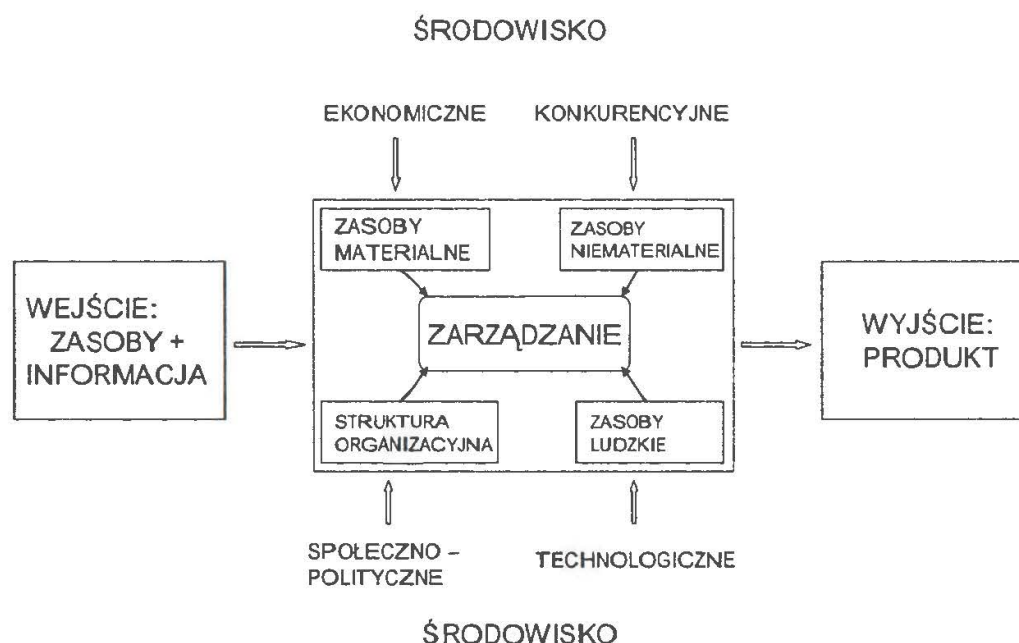 ŚRODOWISKO
EKONOMICZNE
KONKURENCYJNE
ZASOBY
MATERIALNE
ZASOBY
NIEMATERIALNE
WEJŚCIE:
ZASOBY +
INFORMACJA
ZARZĄDZANIE
WYJŚCIE:
PRODUKT
STRUKTURA
ORGANIZACYJNA
ZASOBY
LUDZKIE
SPOŁECZNO –
POLITYCZNE
TECHNOLOGICZNE
ŚRODOWISKO